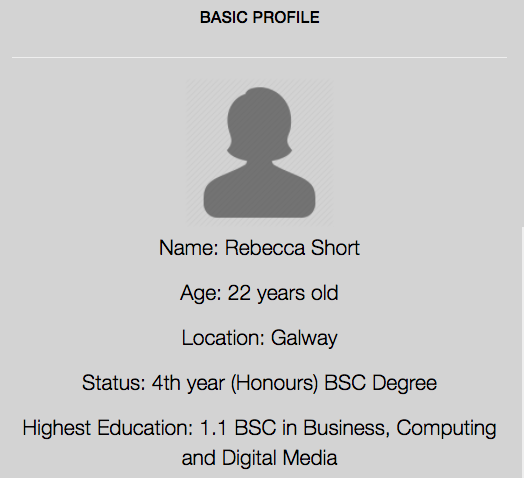 BASIC PROFILE
Name: Rebecca Short
Age: 22 years old
Location: Galway
Status: 4th year (Honours) BSC Degree
Highest Education: 1.1 BSC in Business, Computing
and Digital Media